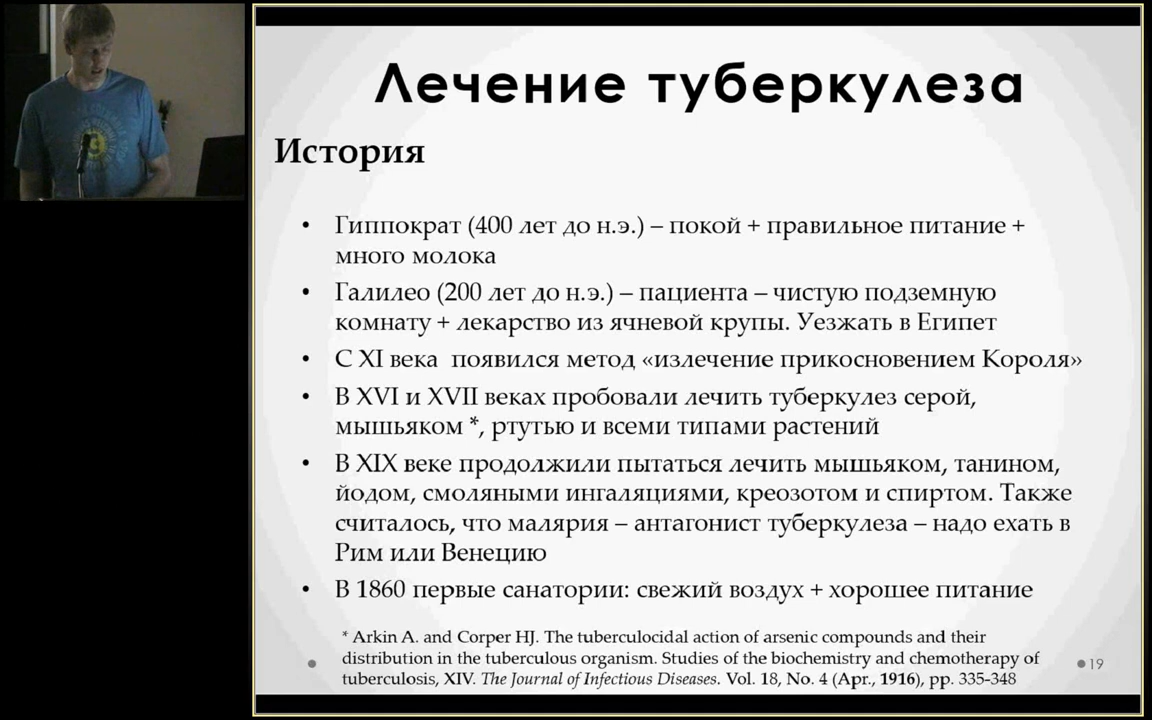 Лечение туберкулеза
История
• Гиппократ (400 лет до н.э.) – покой + правильное питание +
много молока
• Галилео (200 лет до н.э.) – пациента – чистую подземную
комнату + лекарство из ячневой крупы. Уезжать в Египет
• С XI века появился метод «излечение прикосновением Короля»
• В XVI и XVII веках пробовали лечить туберкулез серой,
мышьяком *, ртутью и всеми типами растений
• В XIX веке продолжили пытаться лечить мышьяком, танином,
йодом, смоляными ингаляциями, креозотом и спиртом. Также
считалось, что малярия – антагонист туберкулеза – надо ехать в
Рим или Венецию
• В 1860 первые санатории: свежий воздух + хорошее питание
* Arkin A. and Corper HJ. The tuberculocidal action of arsenic compounds and their
distribution in the tuberculous organism. Studies of the biochemistry and chemotherapy of
tuberculosis, XIV. The Journal of Infectious Diseases. Vol. 18, No. 4 (Apr., 1916), pp. 335-348
19